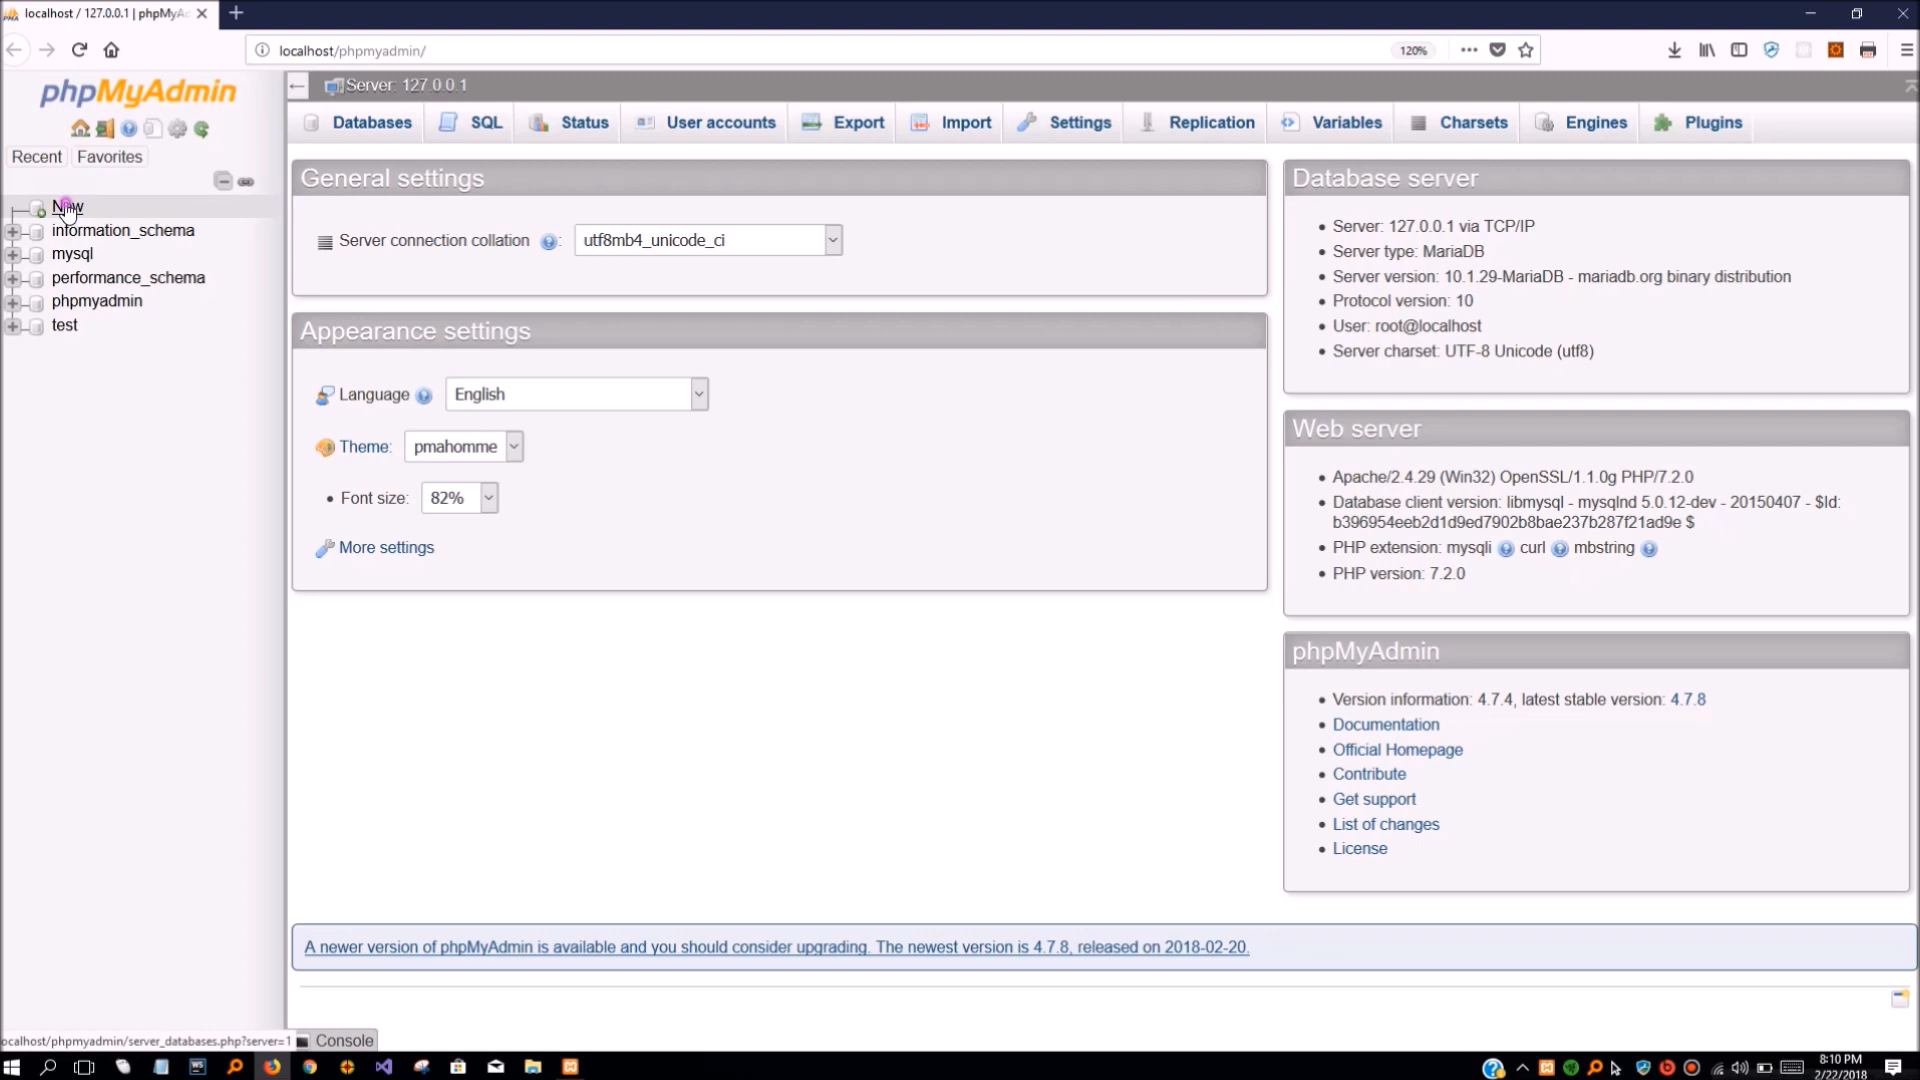 localhost / 127.0.0.1 | phpMyAd
localhost/phpmyadmin/
120%
phpMyAdmin
Recent Favorites
New
information_schema
mysql
performance_schema
phpmyadmin
test
Server: 127.0.0.1
Databases SQL Status User accounts Export Import Settings Replication Variables Charsets Engines Plugins
General settings
Server connection collation : utf8mb4_unicode_ci
Appearance settings
Language English
Theme: pmahomme
• Font size: 82%
More settings
Database server
• Server: 127.0.0.1 via TCP/IP
• Server type: MariaDB
• Server version: 10.1.29-MariaDB - mariadb.org binary distribution
• Protocol version: 10
• User: root@localhost
• Server charset: UTF-8 Unicode (utf8)
Web server
• Apache/2.4.29 (Win32) OpenSSL/1.1.0g PHP/7.2.0
• Database client version: libmysql - mysqlnd 5.0.12-dev - 20150407 - $Id:
b396954eeb2d1d9ed7902b8bae237b287f21ad9e $
• PHP extension: mysqli curl mbstring
• PHP version: 7.2.0
phpMyAdmin
• Version information: 4.7.4, latest stable version: 4.7.8
• Documentation
• Official Homepage
• Contribute
• Get support
• List of changes
• License
A newer version of phpMyAdmin is available and you should consider upgrading. The newest version is 4.7.8, released on 2018-02-20.
ocalhost/phpmyadmin/server_databases.php?server=1
Console
8:10 PM
2/22/2018